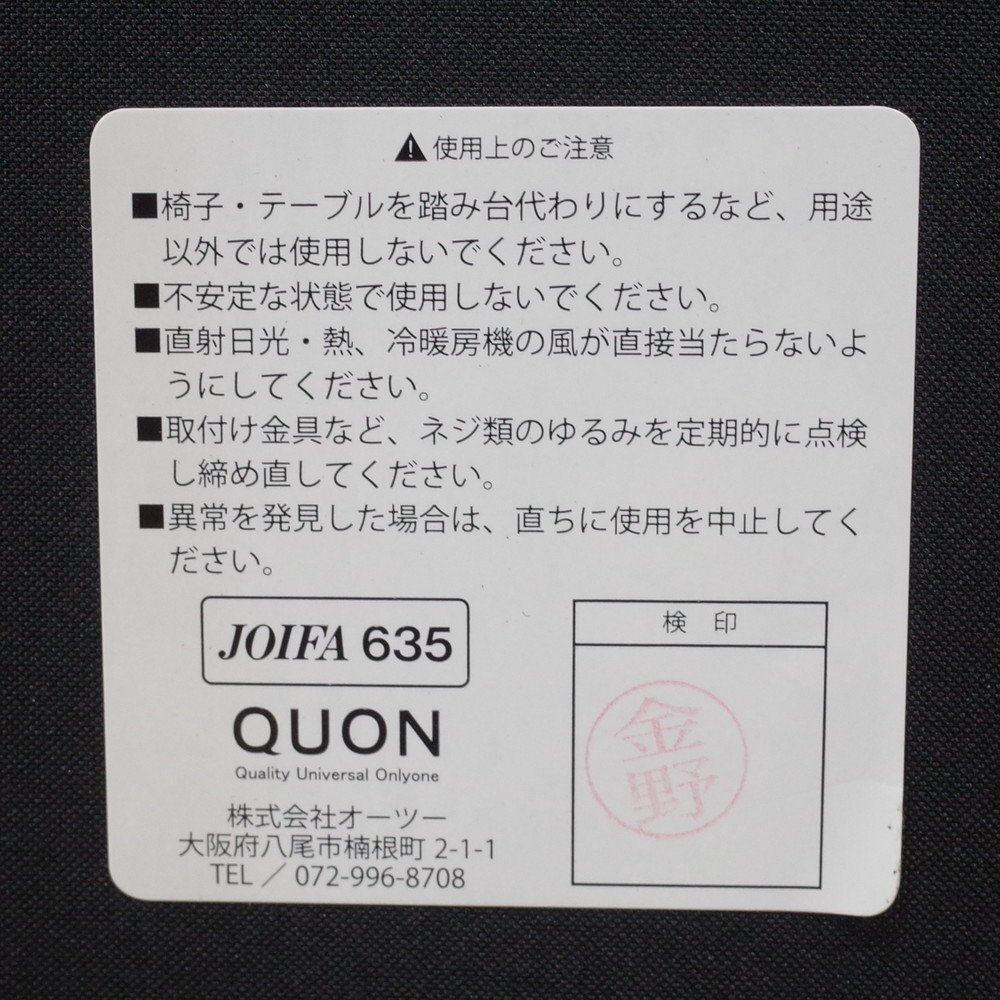 ⚠使用上のご注意
■椅子・テーブルを踏み台代わりにするなど、用途
以外では使用しないでください。
■不安定な状態で使用しないでください。
■直射日光・熱、冷暖房機の風が直接当たらないよ
うにしてください。
■取付け金具など、ネジ類のゆるみを定期的に点検
し締め直してください。
■異常を発見した場合は、直ちに使用を中止してく
ださい。
JOIFA 635
QUON
Quality Universal Onlyone
株式会社オーツー
大阪府八尾市楠根町 2-1-1
TEL / 072-996-8708
検 印
金
野